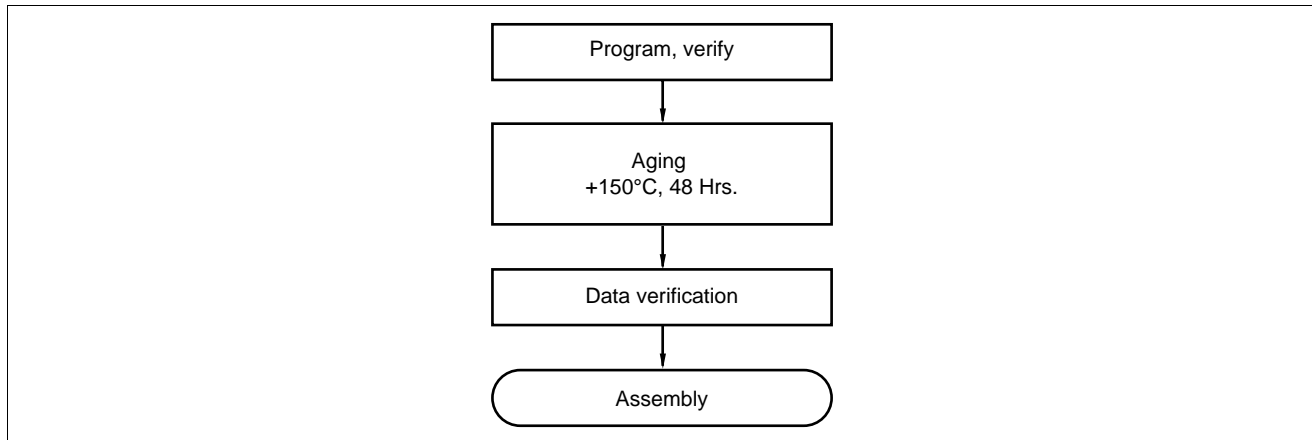 Program, verify
Aging
+150°C, 48 Hrs.
Data verification
Assembly